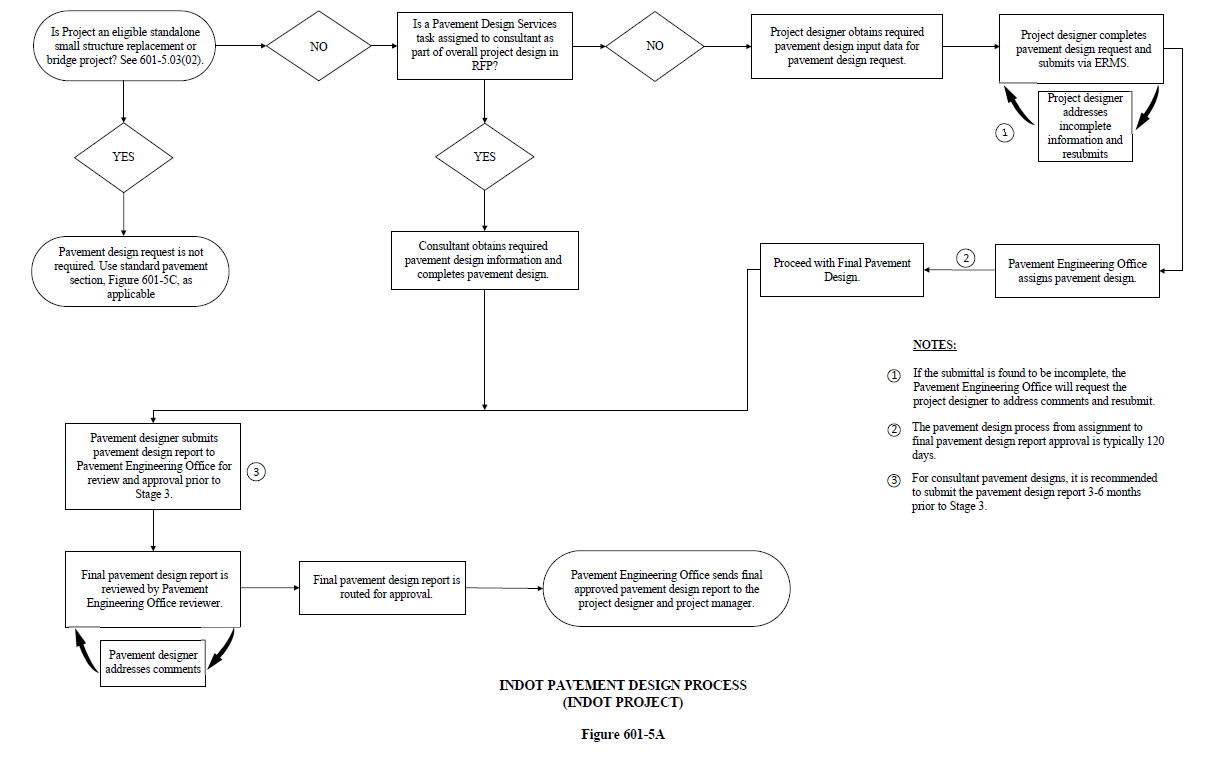 Is Project an eligible standalone
small structure replacement or
bridge project? See 601-5.03(02).
NO
Is a Pavement Design Services
task assigned to consultant as
part of overall project design in
RFP?
NO
Project designer obtains required
pavement design input data for
pavement design request.
Project designer completes
pavement design request and
submits via ERMS.
Project designer
addresses
incomplete
information and
resubmits
1
YES
YES
Pavement design request is not
required. Use standard pavement
section, Figure 601-5C, as
applicable
Consultant obtains required
pavement design information and
completes pavement design.
Proceed with Final Pavement
Design.
2
Pavement Engineering Office
assigns pavement design.
NOTES:
1 If the submittal is found to be incomplete, the
Pavement Engineering Office will request the
project designer to address comments and resubmit.
2 The pavement design process from assignment to
final pavement design report approval is typically 120
days.
3 For consultant pavement designs, it is recommended
to submit the pavement design report 3-6 months
prior to Stage 3.
Pavement designer submits
pavement design report to
Pavement Engineering Office for
review and approval prior to
Stage 3.
3
Final pavement design report is
reviewed by Pavement
Engineering Office reviewer.
Pavement designer
addresses comments
Final pavement design report is
routed for approval.
Pavement Engineering Office sends final
approved pavement design report to the
project designer and project manager.
INDOT PAVEMENT DESIGN PROCESS
(INDOT PROJECT)
Figure 601-5A